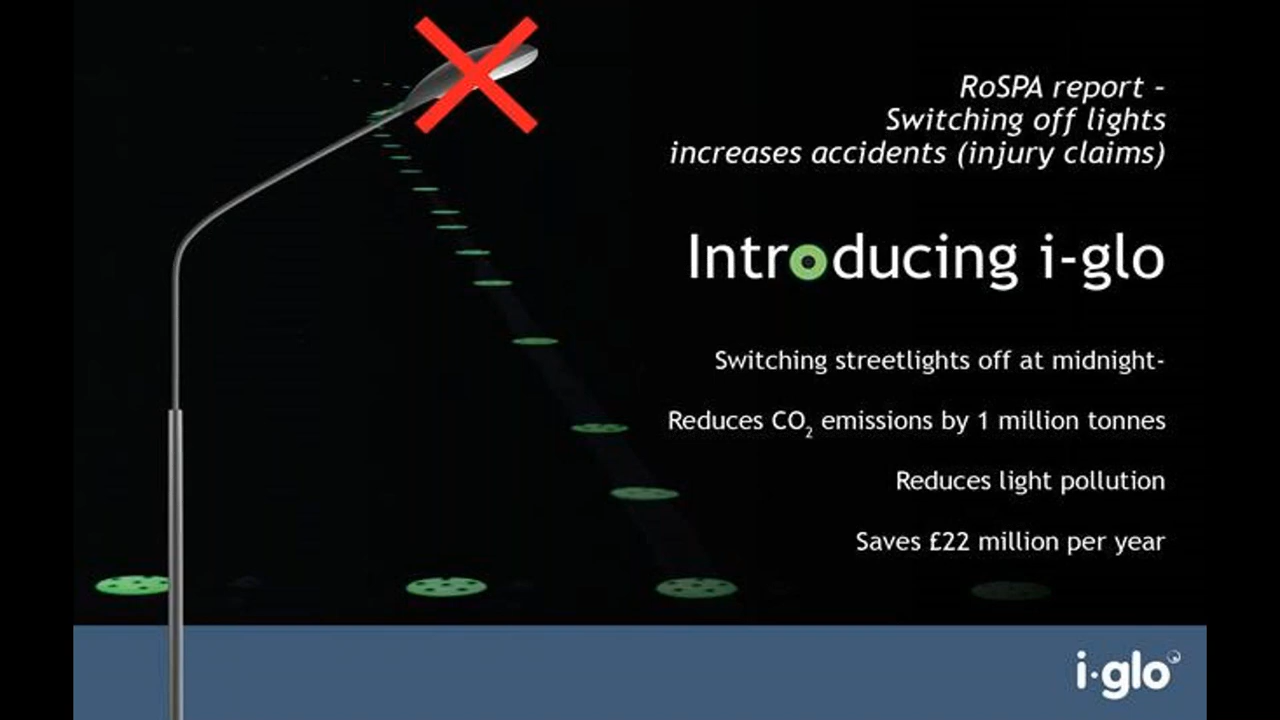 RoSPA report -
Switching off lights
increases accidents (injury claims)
Introducing i-glo
Switching streetlights off at midnight-
Reduces CO₂ emissions by 1 million tonnes
Reduces light pollution
Saves £22 million per year
i·glo